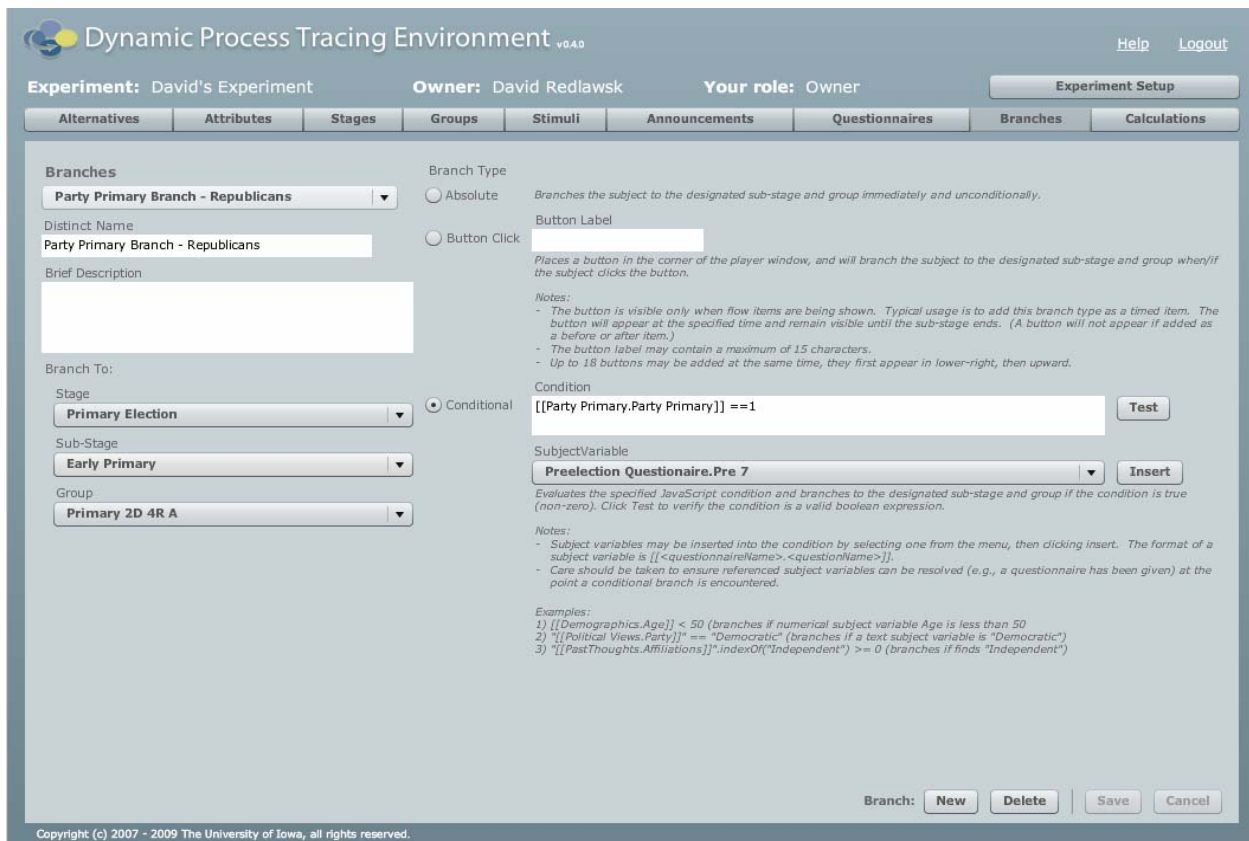 Dynamic Process Tracing Environment v0.4.0
Help Logout
Experiment: David's Experiment Owner: David Redlawsk Your role: Owner Experiment Setup
Alternatives Attributes Stages Groups Stimuli Announcements Questionnaires Branches Calculations
Branches
Party Primary Branch - Republicans
Distinct Name
Party Primary Branch - Republicans
Brief Description
Branch To:
Stage
Primary Election
Sub-Stage
Early Primary
Group
Primary 2D 4R A
Branch Type
Absolute Branches the subject to the designated sub-stage and group immediately and unconditionally.
Button Label
Button Click
Places a button in the corner of the player window, and will branch the subject to the designated sub-stage and group when/if
the subject clicks the button.
Notes:
- The button is visible only when flow items are being shown. Typical usage is to add this branch type as a timed item. The
button will appear at the specified time and remain visible until the sub-stage ends. (A button will not appear if added as
a before or after item.)
- The button label may contain a maximum of 15 characters.
- Up to 18 buttons may be added at the same time, they first appear in lower-right, then upward.
Condition
Conditional [[Party Primary.Party Primary]] ==1 Test
SubjectVariable
Preelection Questionaire.Pre 7 Insert
Evaluates the specified JavaScript condition and branches to the designated sub-stage and group if the condition is true
(non-zero). Click Test to verify the condition is a valid boolean expression.
Notes:
- Subject variables may be inserted into the condition by selecting one from the menu, then clicking insert. The format of a
subject variable is [[<questionnaireName>.<questionName>]].
- Care should be taken to ensure referenced subject variables can be resolved (e.g., a questionnaire has been given) at the
point a conditional branch is encountered.
Examples:
1) [[Demographics.Age]] < 50 (branches if numerical subject variable Age is less than 50
2) "[[Political Views.Party]]" == "Democratic" (branches if a text subject variable is "Democratic")
3) "[[PastThoughts.Affiliations]]".indexOf("Independent") >= 0 (branches if finds "Independent")
Branch: New Delete Save Cancel
Copyright (c) 2007 - 2009 The University of Iowa, all rights reserved.